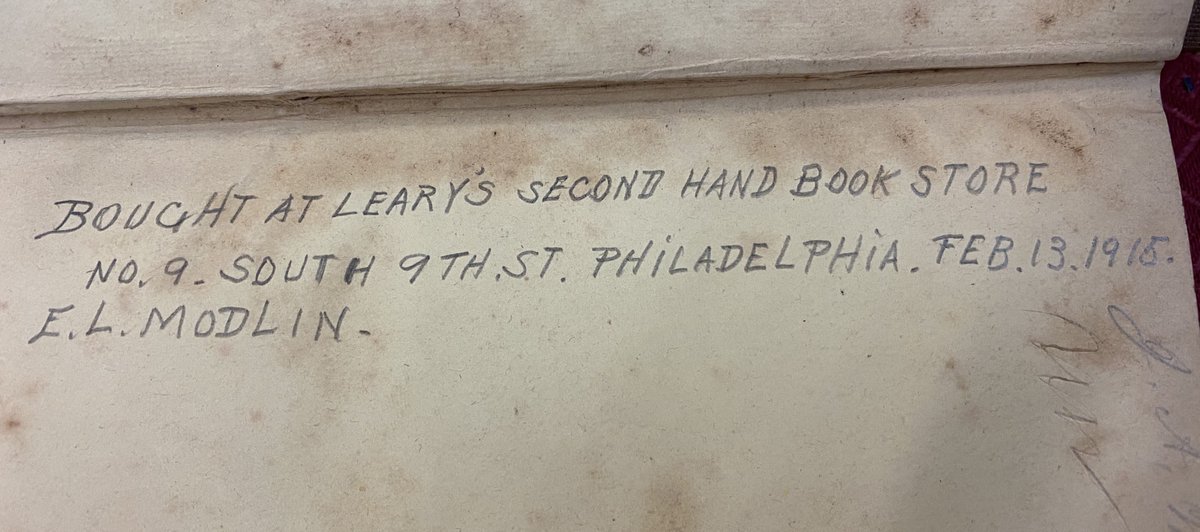 BOUGHT AT LEARY'S SECOND HAND BOOK STORE
NO. 9. SOUTH 9TH. ST. PHiLADELPHiA. FEB. 13. 1915.
E. L. MODLIN.